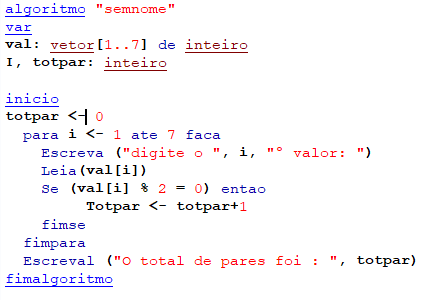 algoritmo "semnome"
var
val: vetor[1..7] de inteiro
I, totpar: inteiro
inicio
totpar <- 0
para i <- 1 ate 7 faca
Escreva ("digite o ", i, "° valor: ")
Leia(val[i])
Se (val[i] % 2 = 0) entao
Totpar <- totpar+1
fimse
fimpara
Escreval ("O total de pares foi : ", totpar)
fimalgoritmo